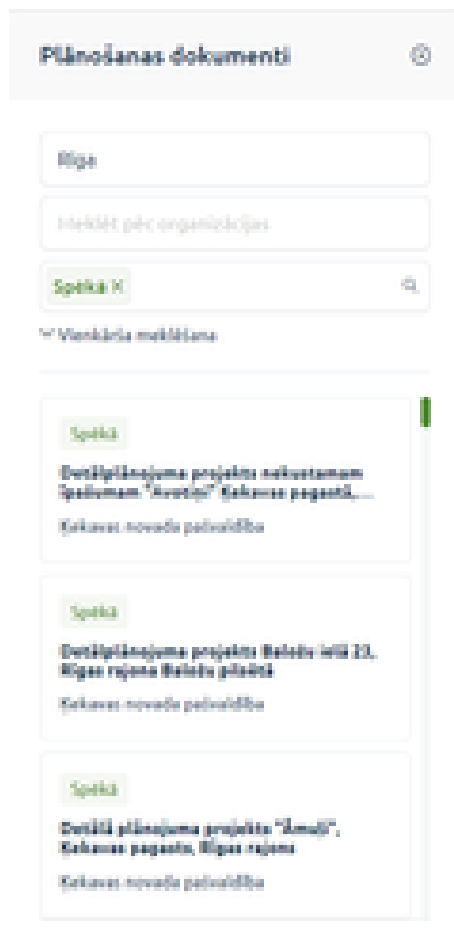 Plānošanas dokumenti
Rīga
Meklēt pēc organizācijas
Spēkā ×
Vienkārša meklēšana
Spēkā
Detālplānojuma projekts nekustamam
īpašumam "Avotiņi" Ķekavas pagastā,...
Ķekavas novada pašvaldība
Spēkā
Detālplānojuma projekts Baložu ielā 23,
Rīgas rajona Baložu pilsētā
Ķekavas novada pašvaldība
Spēkā
Detālā plānojuma projekts
Ķekavas pagasts, Rīgas rajons
Ķekavas novada pašvaldība